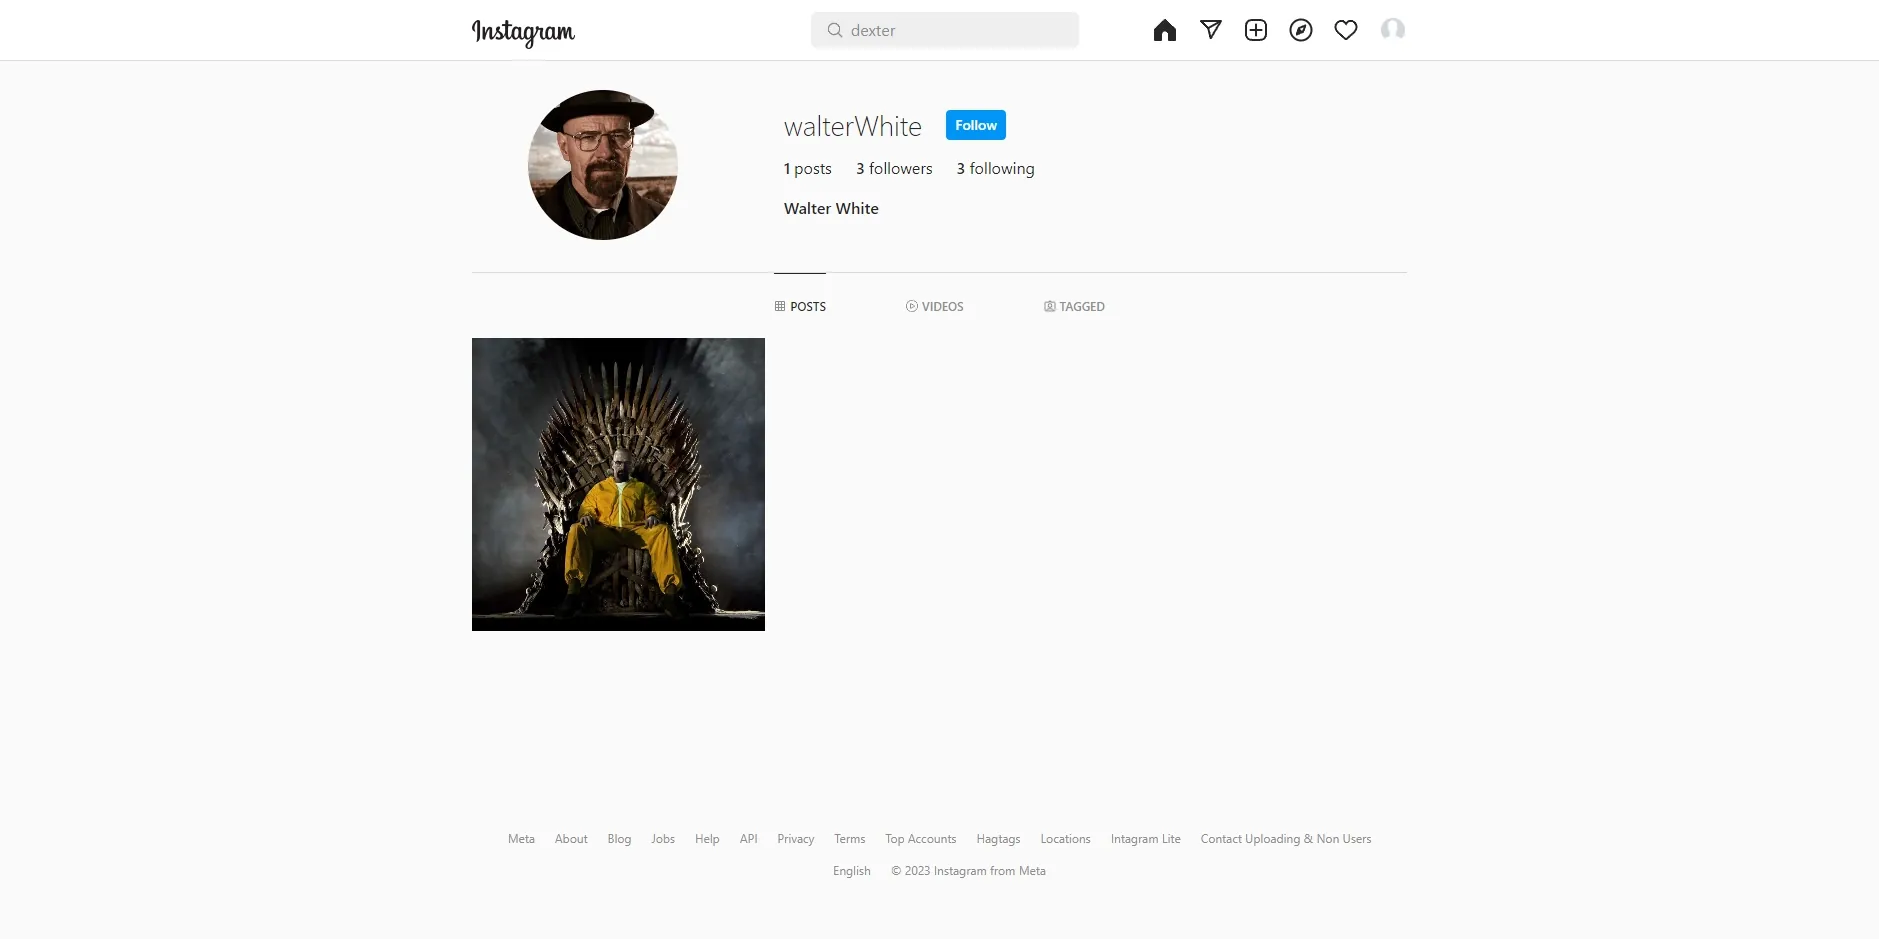 Instagram
dexter
walterWhite
Follow
1 posts 3 followers 3 following
Walter White
POSTS VIDEOS TAGGED
Meta About Blog Jobs Help API Privacy Terms Top Accounts Hagtags Locations Intagram Lite Contact Uploading & Non Users
English © 2023 Instagram from Meta